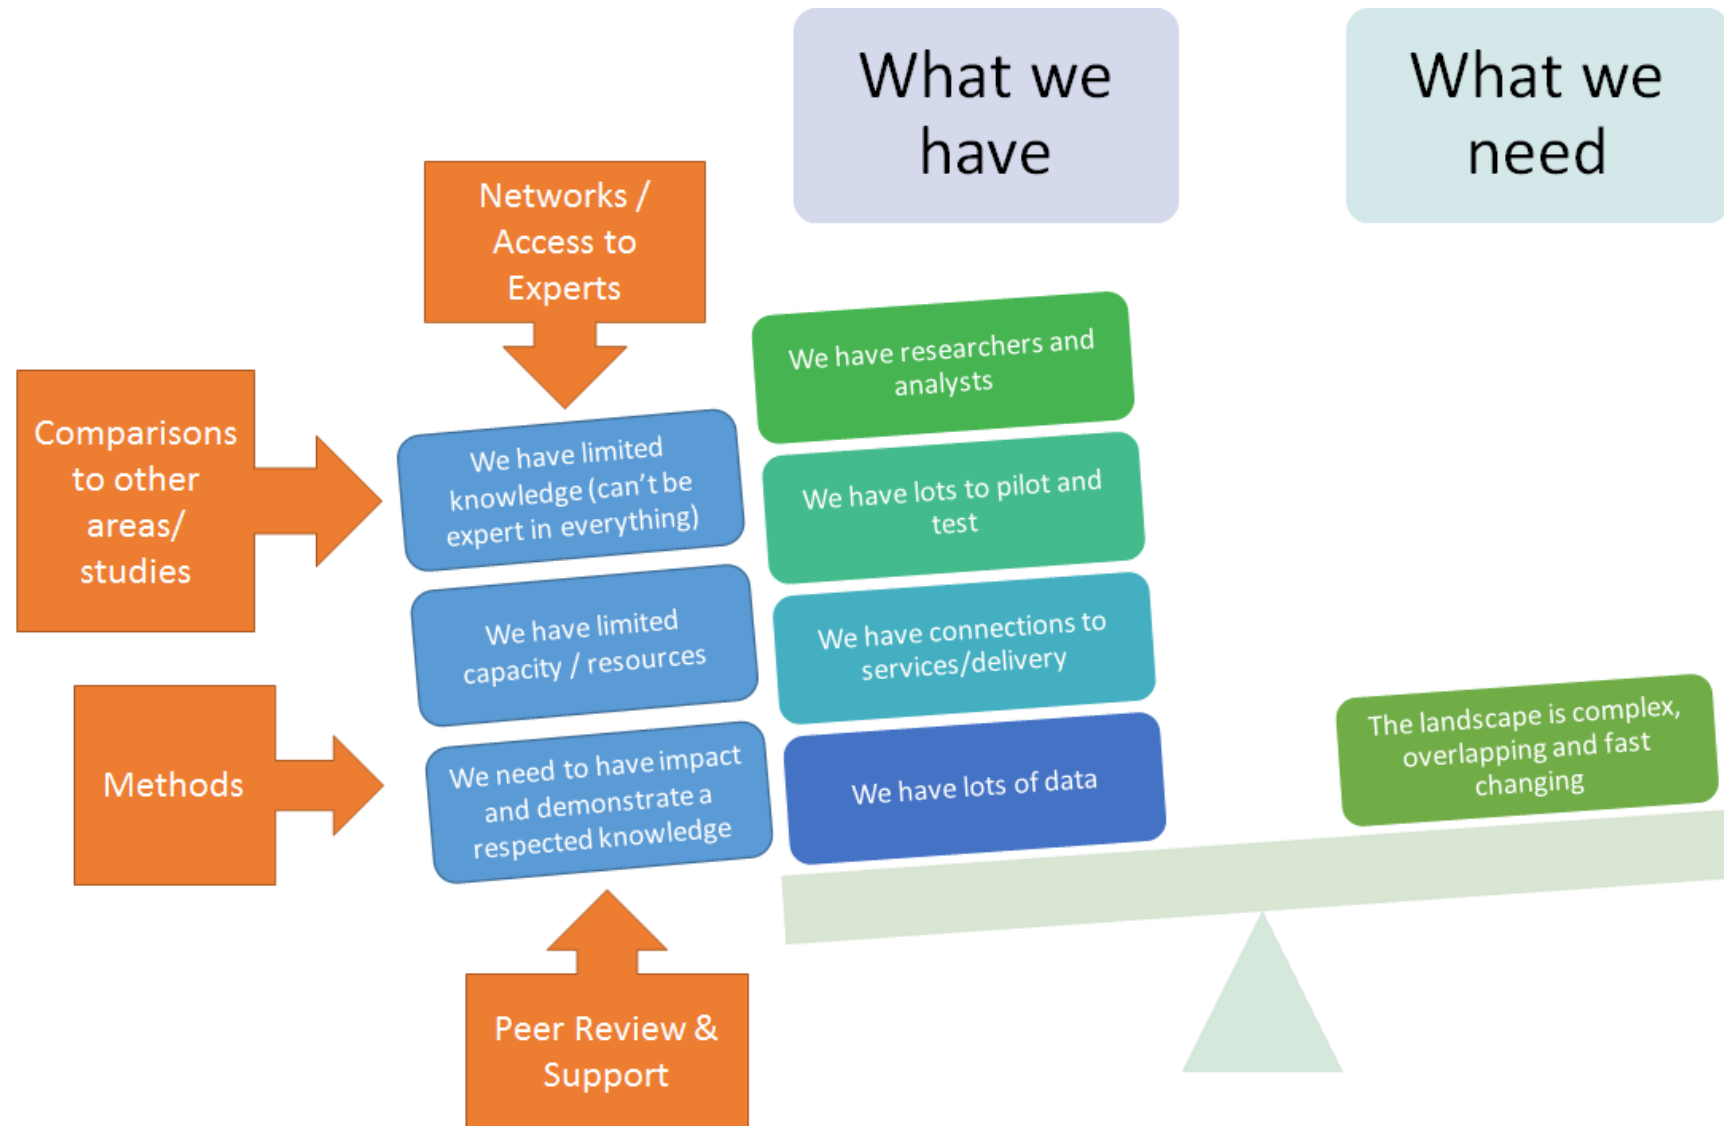 What we
have
What we
need
Networks /
Access to
Experts
Comparisons
to other
areas/
studies
Methods
Peer Review &
Support
We have limited
knowledge (can’t be
expert in everything)
We have limited
capacity / resources
We need to have impact
and demonstrate a
respected knowledge
We have researchers and
analysts
We have lots to pilot and
test
We have connections to
services/delivery
We have lots of data
The landscape is complex,
overlapping and fast
changing